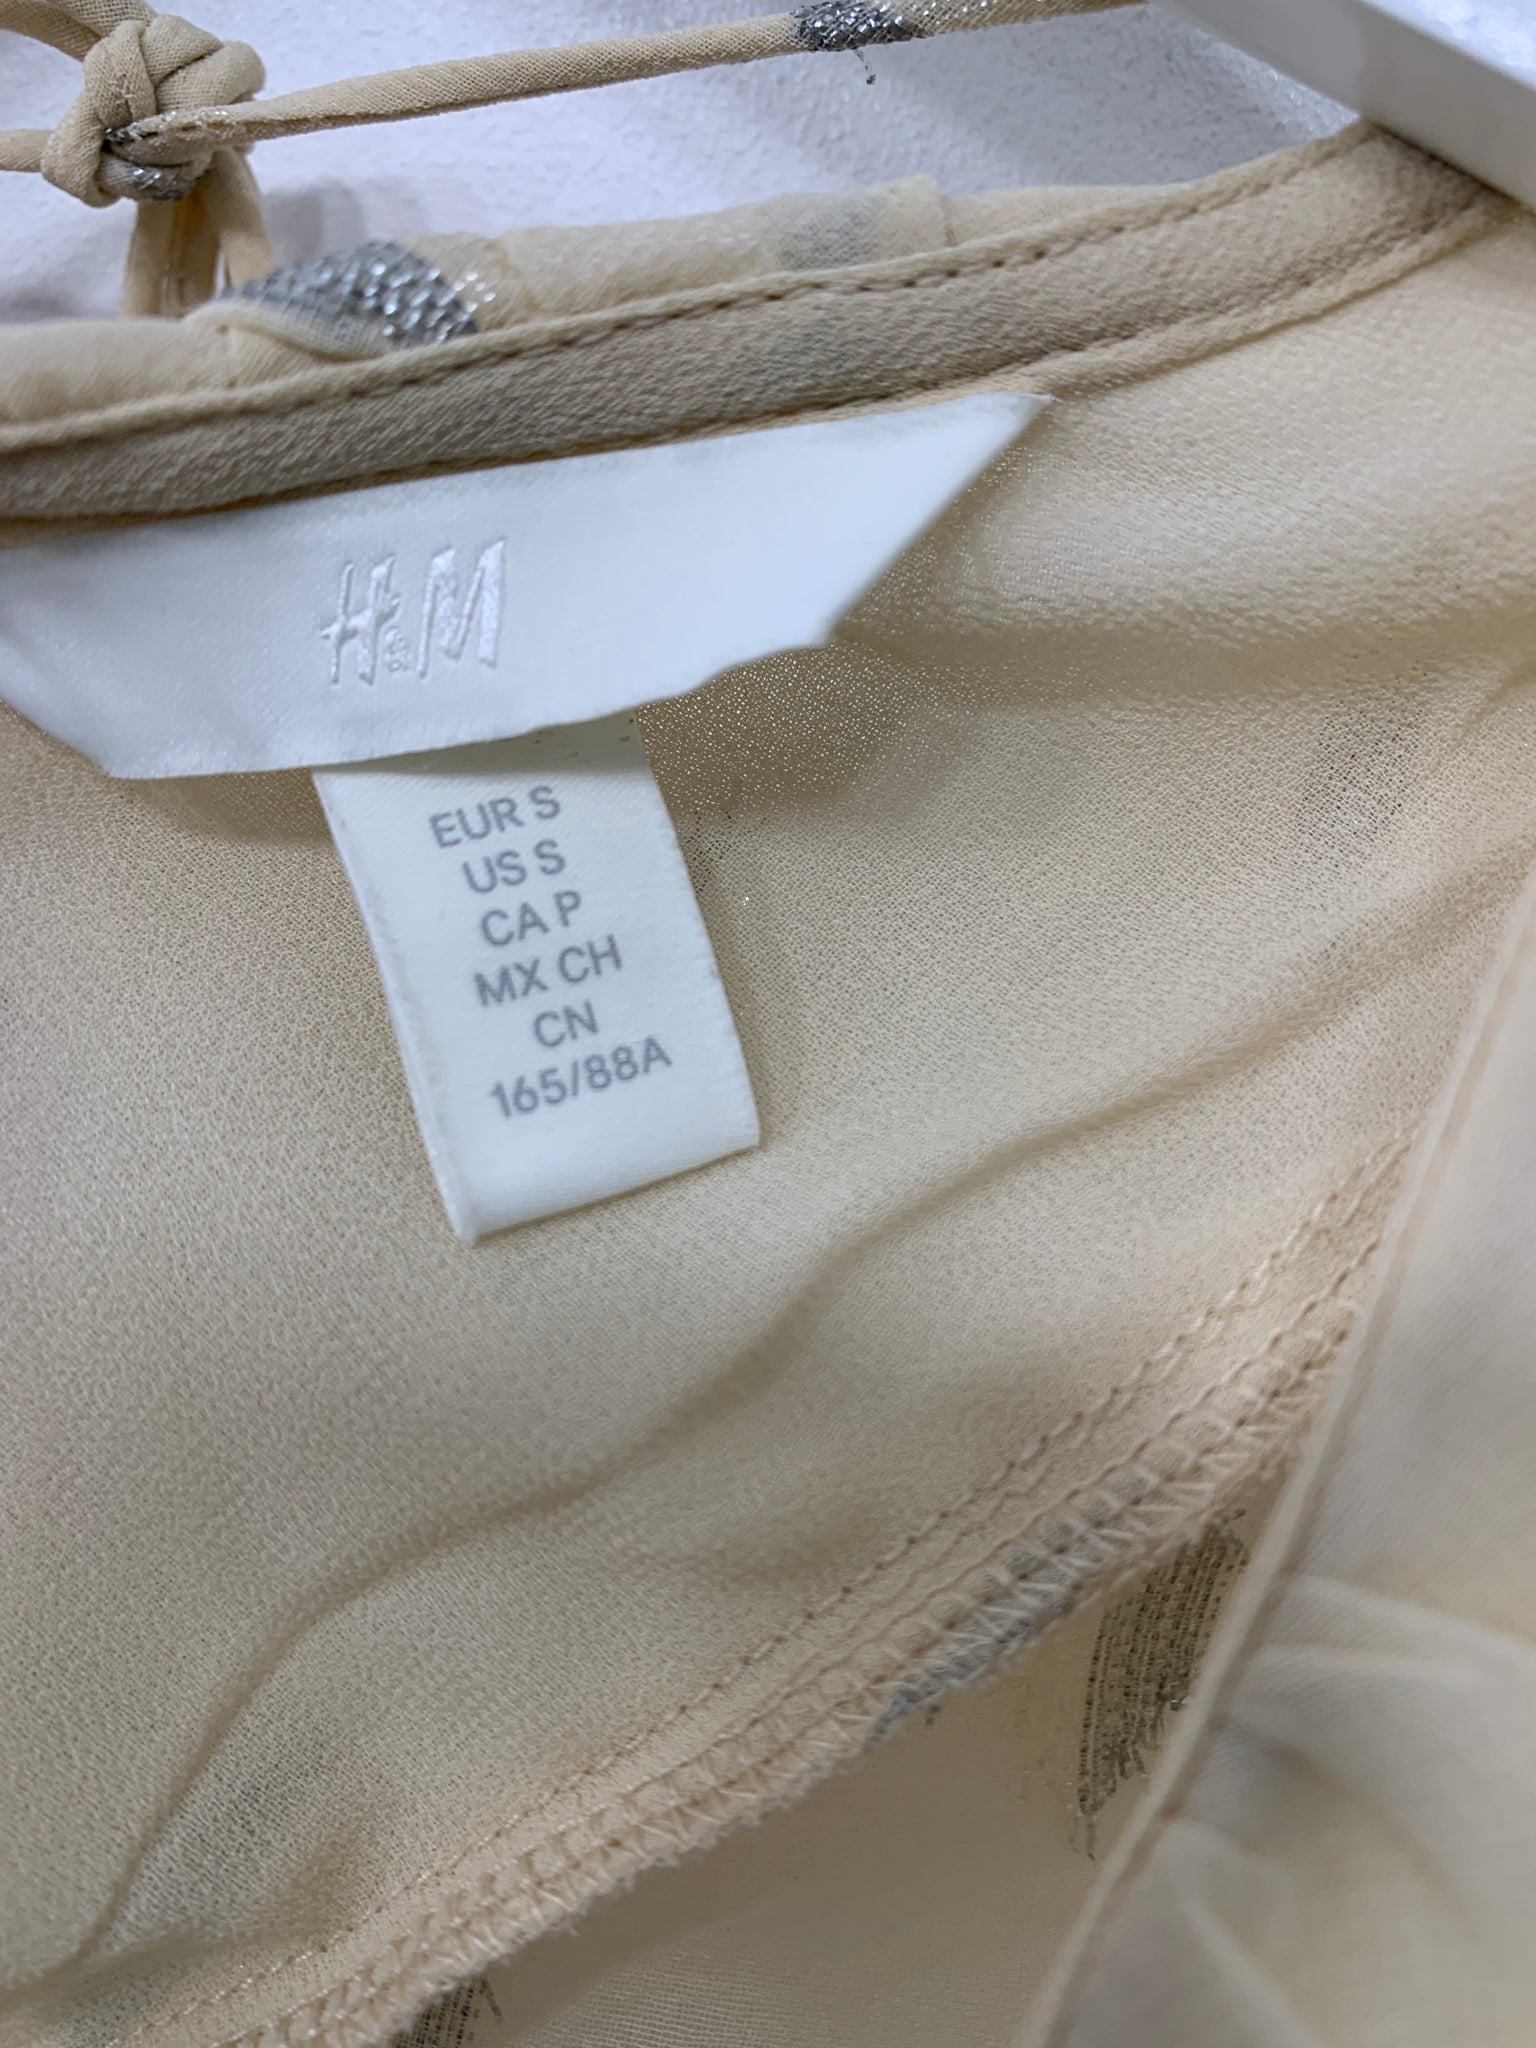 H&M
EUR S
US S
CA P
MX CH
CN
165/88A